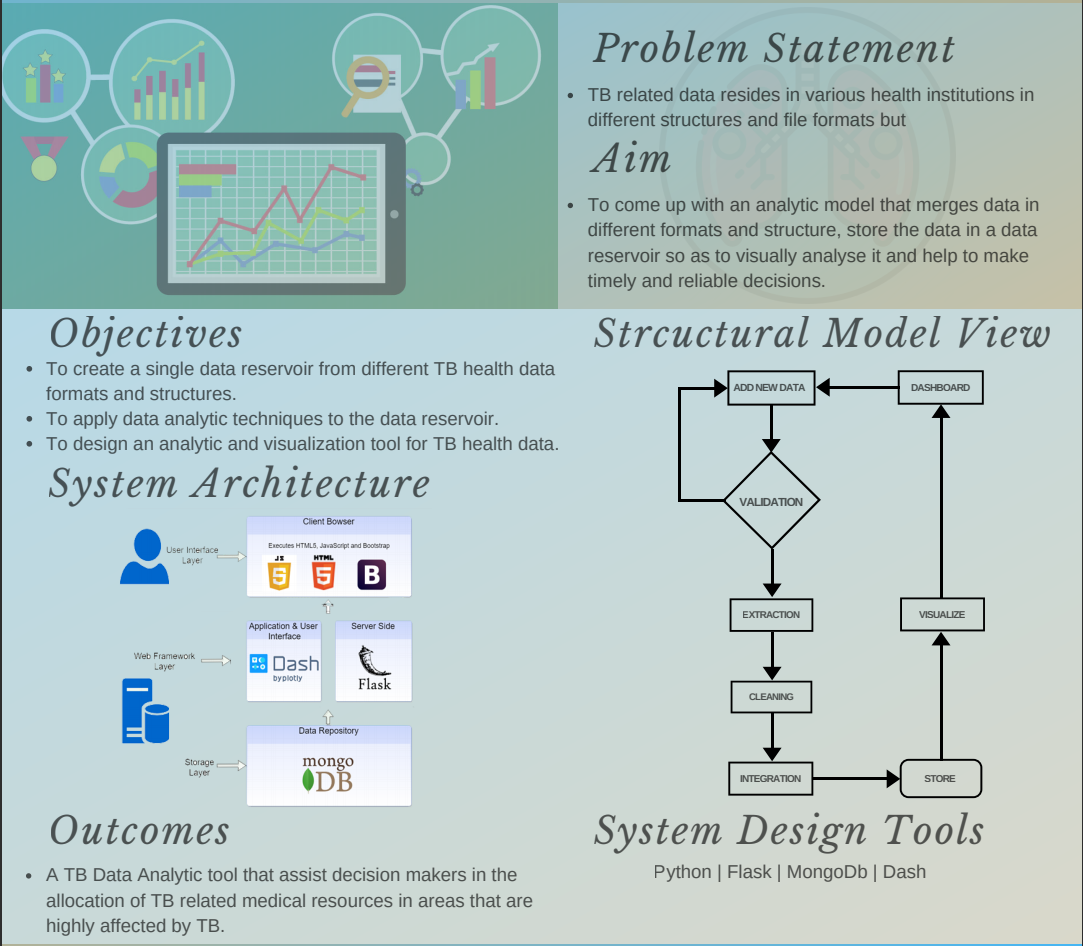 Problem Statement
• TB related data resides in various health institutions in
different structures and file formats but
Aim
• To come up with an analytic model that merges data in
different formats and structure, store the data in a data
reservoir so as to visually analyse it and help to make
timely and reliable decisions.
Objectives
• To create a single data reservoir from different TB health data
formats and structures.
• To apply data analytic techniques to the data reservoir.
• To design an analytic and visualization tool for TB health data.
System Architecture
Client Bowser
Executes HTML5, JavaScript and Bootstrap
User Interface
Layer
JS
5
HTML
5
B
Application & User
Interface
Server Side
Web Framework
Layer
Dash
by plotly
Flask
Data Repository
Storage
Layer
mongo
DB
Outcomes
• A TB Data Analytic tool that assist decision makers in the
allocation of TB related medical resources in areas that are
highly affected by TB.
Strcuctural Model View
ADD NEW DATA
DASHBOARD
VALIDATION
EXTRACTION
VISUALIZE
CLEANING
INTEGRATION
STORE
System Design Tools
Python | Flask | MongoDb | Dash